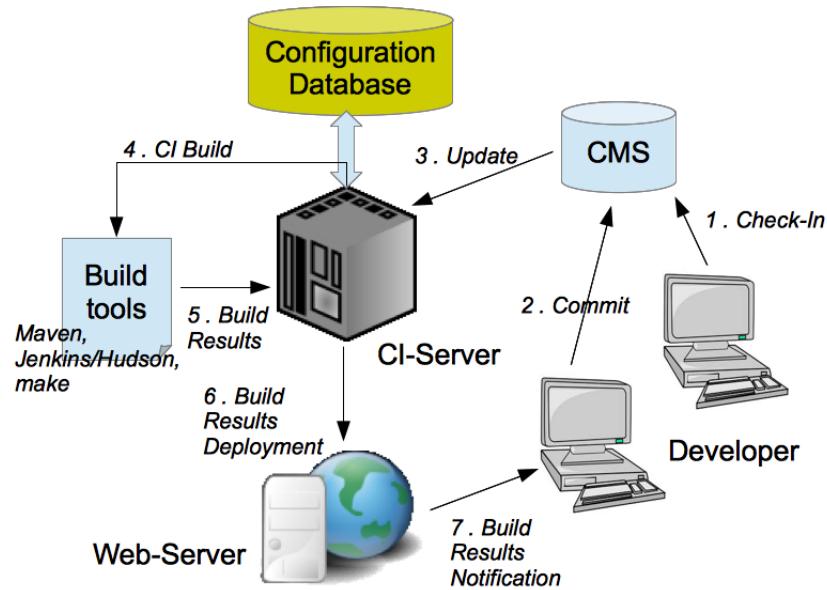 Configuration
Database
4 . CI Build
3 . Update
CMS
1 . Check-In
Build
tools
Maven,
Jenkins/Hudson,
make
5 . Build
Results
CI-Server
2 . Commit
6 . Build
Results
Deployment
Developer
Web-Server
7 . Build
Results
Notification